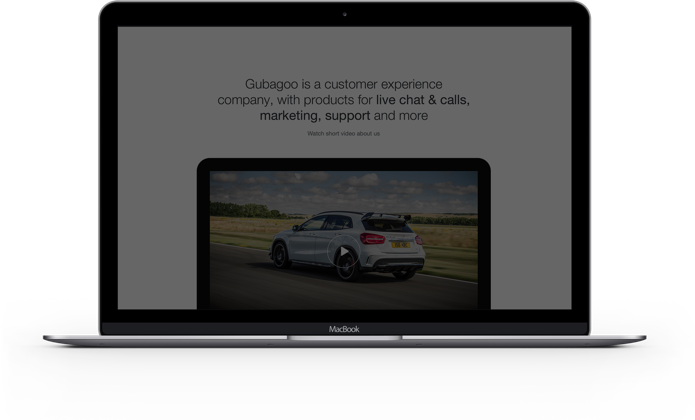 Gubagoo is a customer experience
company, with products for live chat & calls,
marketing, support and more
Watch short video about us
MacBook